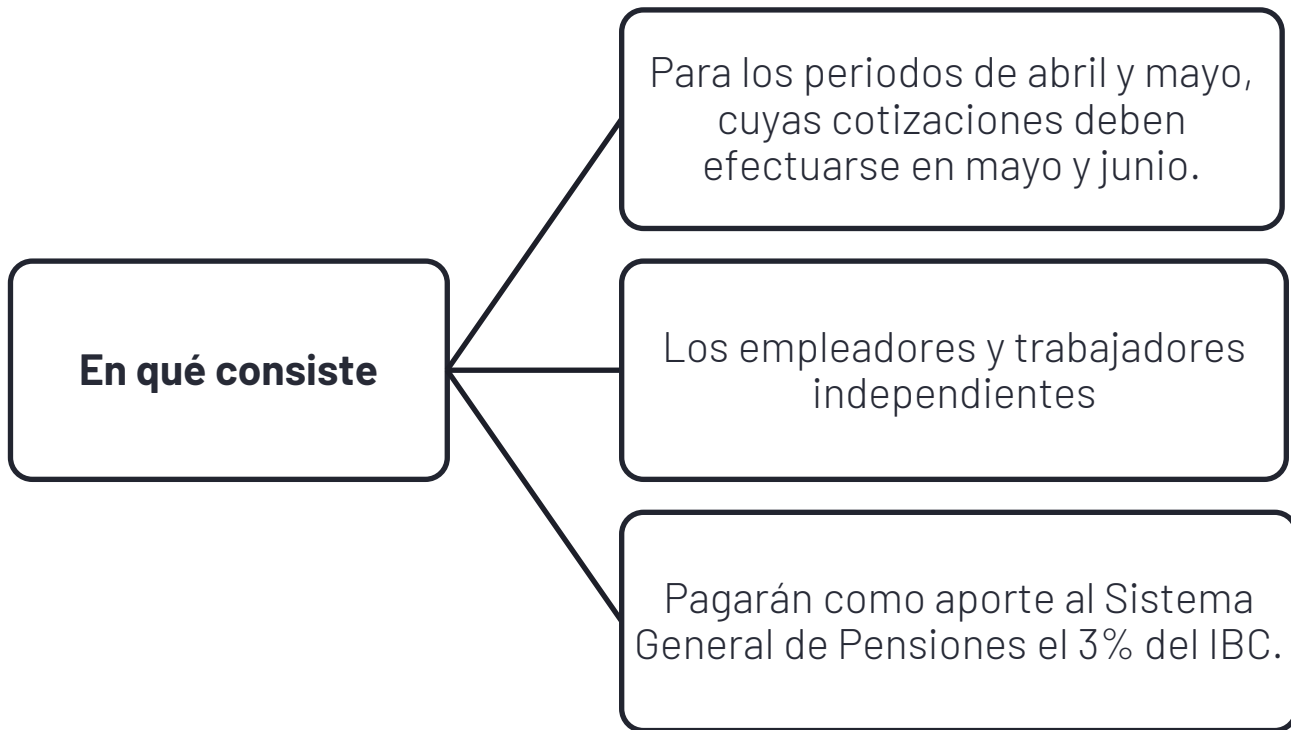 En qué consiste
Para los periodos de abril y mayo,
cuyas cotizaciones deben
efectuarse en mayo y junio.
Los empleadores y trabajadores
independientes
Pagarán como aporte al Sistema
General de Pensiones el 3% del IBC.